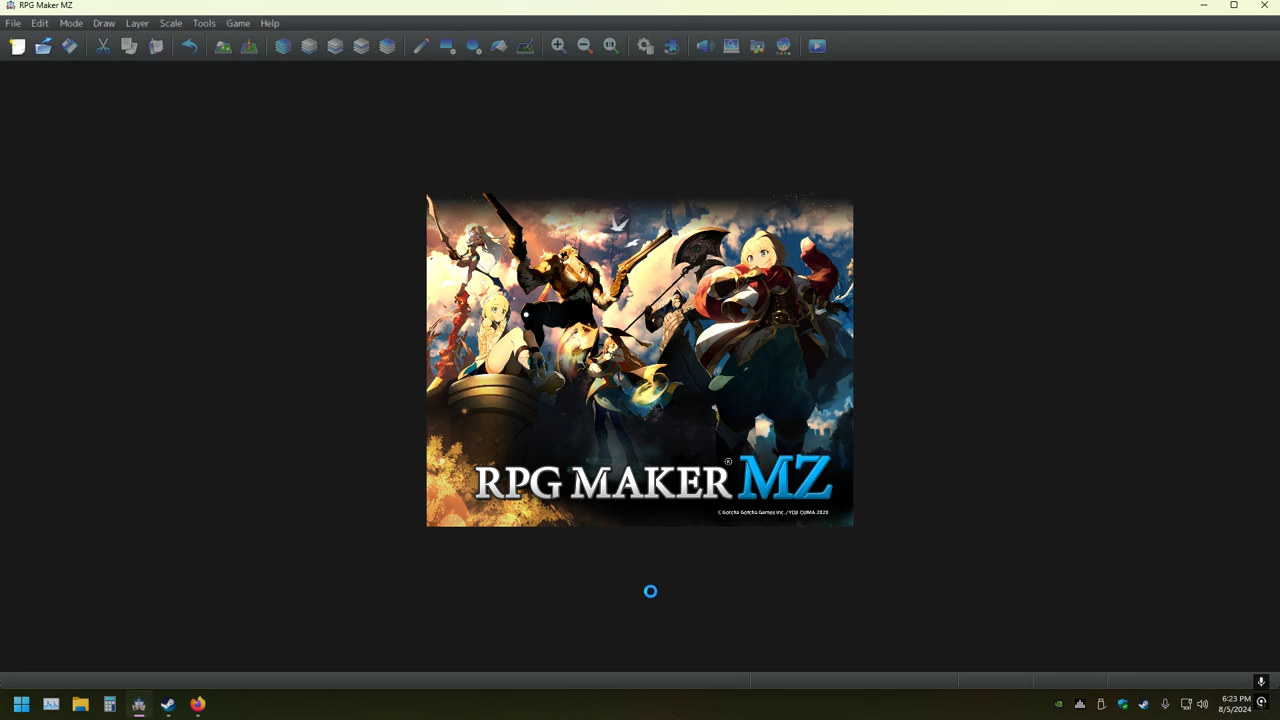 RPG Maker MZ
File Edit Mode Draw Layer Scale Tools Game Help
RPG MAKER® MZ
©Gotcha Gotcha Games Inc./YOJI OJIMA 2020
6:23 PM
8/5/2024